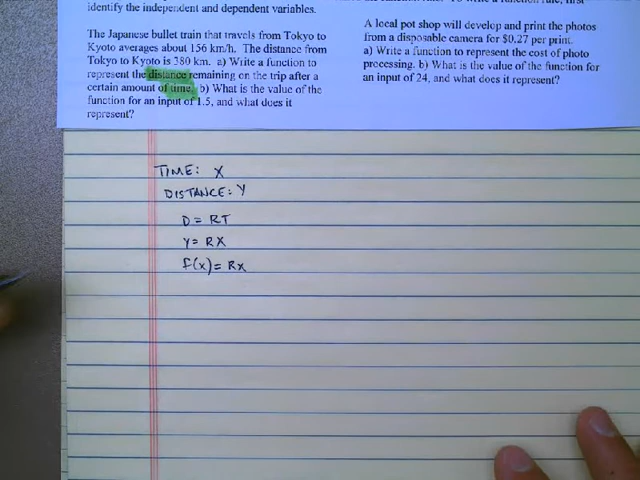 identify the independent and dependent variables.
The Japanese bullet train that travels from Tokyo to
Kyoto averages about 156 km/h. The distance from
Tokyo to Kyoto is 380 km. a) Write a function to
represent the distance remaining on the trip after a
certain amount of time. b) What is the value of the
function for an input of 1.5, and what does it
represent?
A local pot shop will develop and print the photos
from a disposable camera for $0.27 per print.
a) Write a function to represent the cost of photo
processing. b) What is the value of the function for
an input of 24, and what does it represent?
TIME: X
DISTANCE: Y
D = RT
Y = RX
f(x) = RX